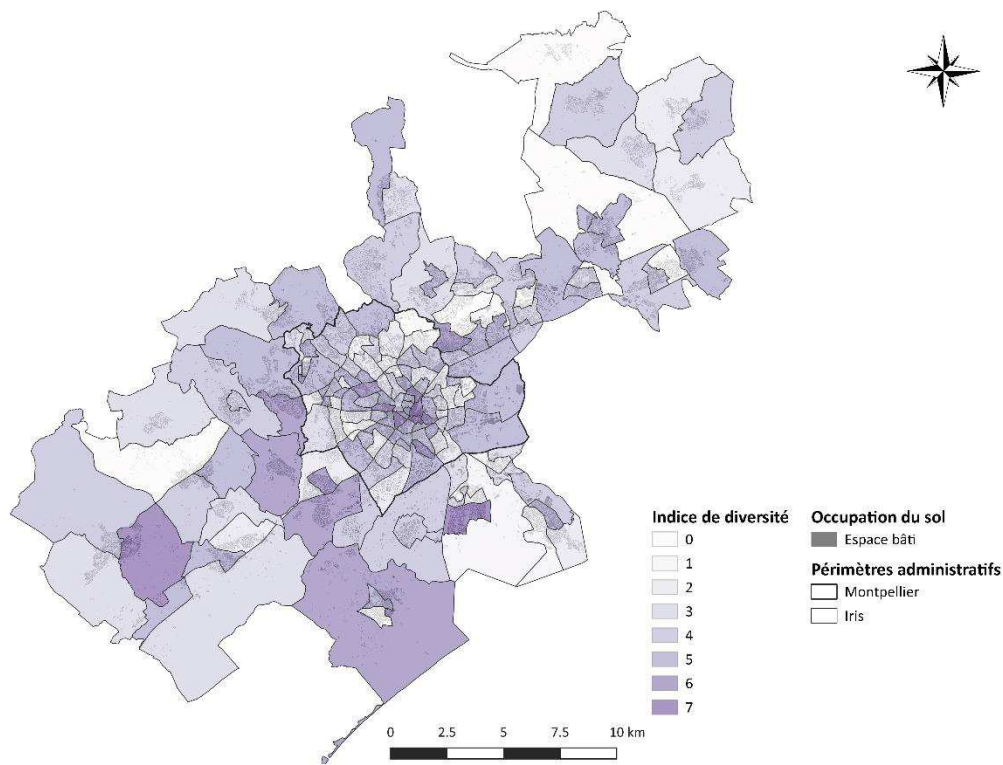 Indice de diversité
0
1
2
3
4
5
6
7
Occupation du sol
Espace bâti
Périmètres administratifs
Montpellier
Iris
0 2.5 5 7.5 10 km